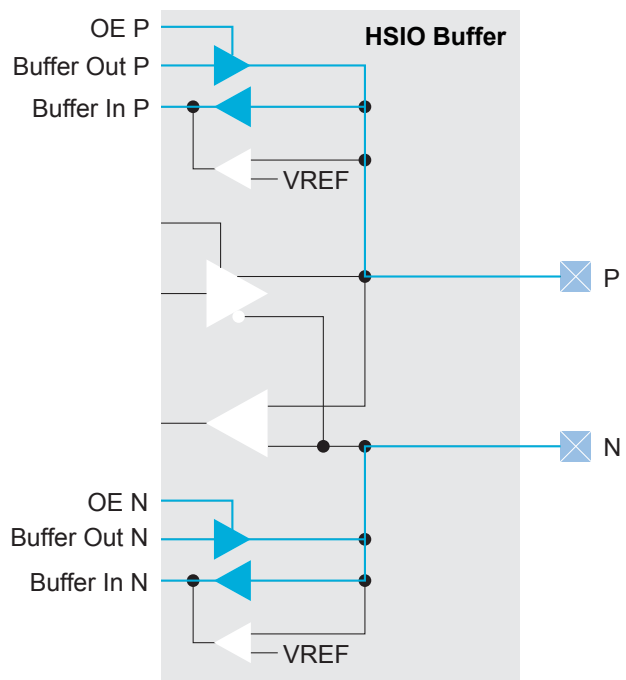 OE P
HSIO Buffer
Buffer Out P
Buffer In P
VREF
P
N
OE N
Buffer Out N
Buffer In N
VREF